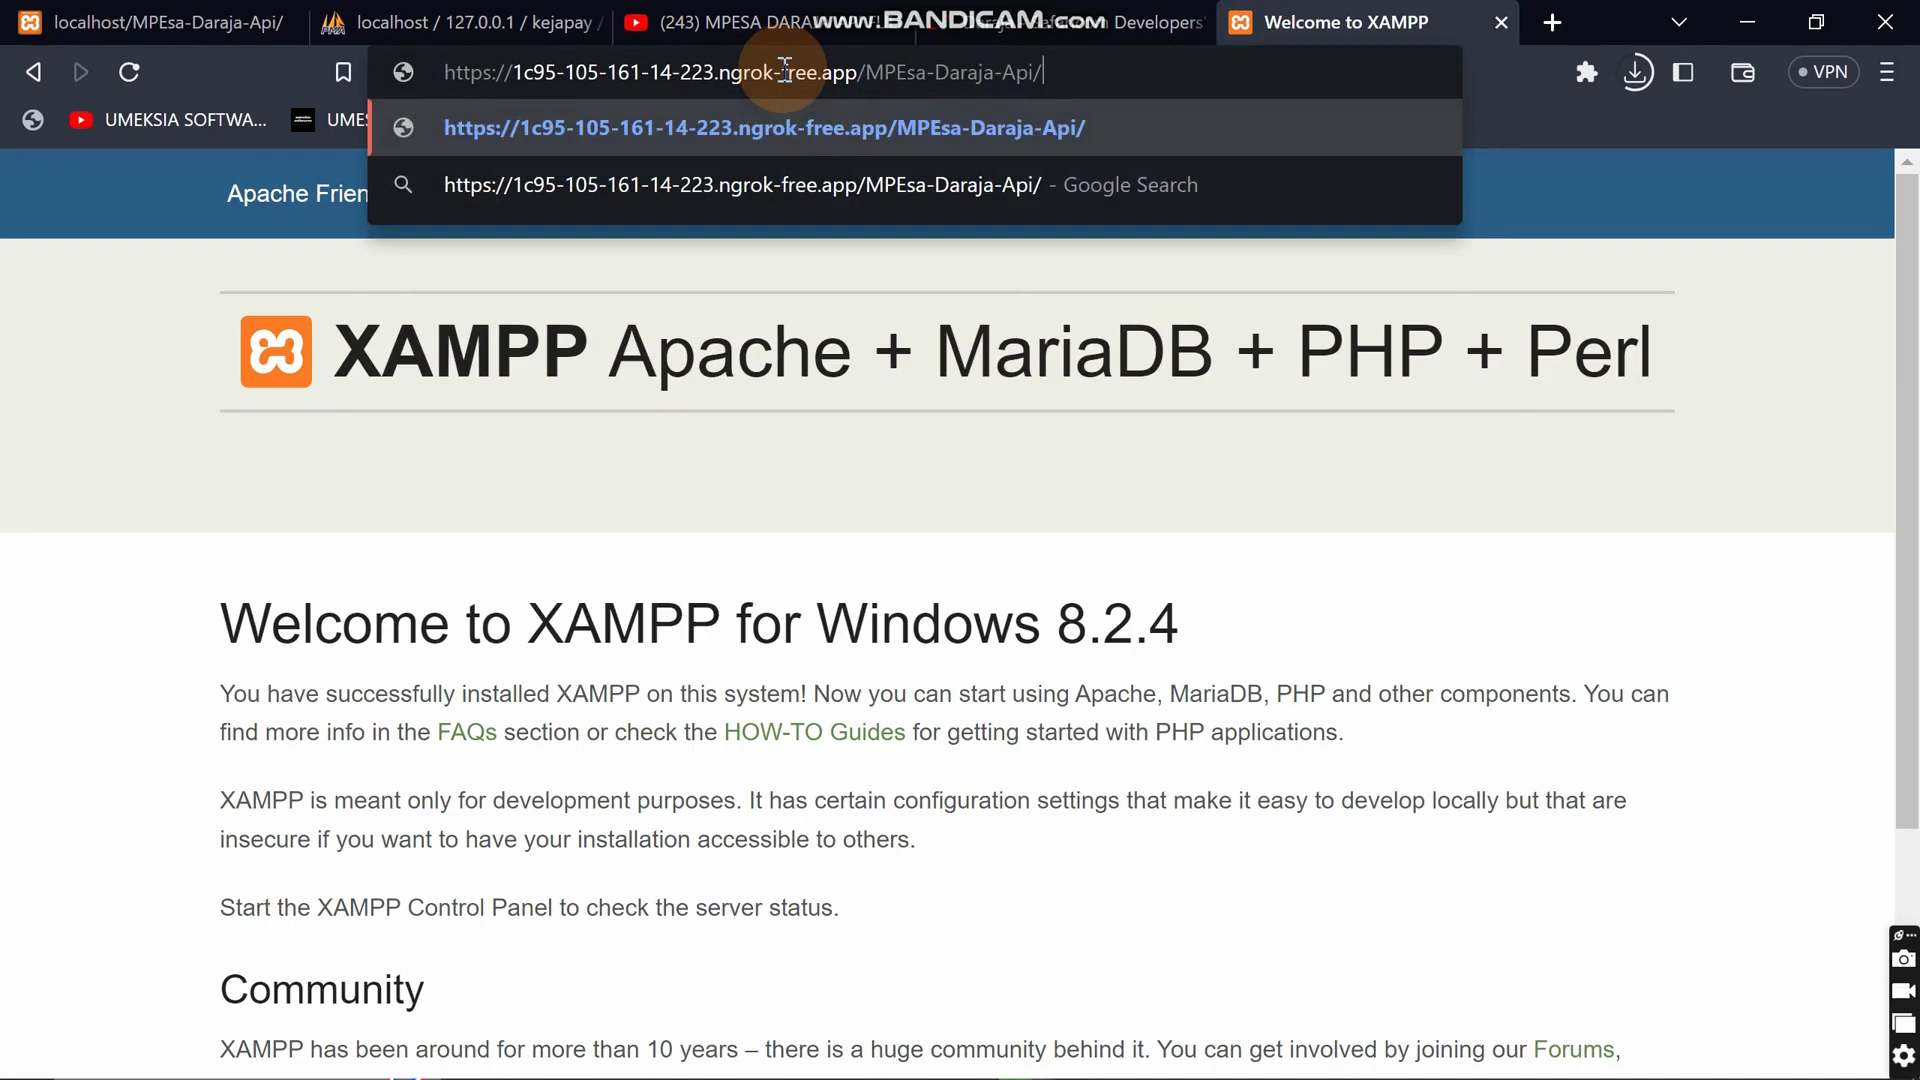 localhost/MPEsa-Daraja-Api/
localhost / 127.0.0.1 / kejapay /
(243) MPESA DARA
www.BANDICAM.com
Developers'
Welcome to XAMPP
https://1c95-105-161-14-223.ngrok-free.app/MPEsa-Daraja-Api/
VPN
UMEKSIA SOFTWA...
UMES
https://1c95-105-161-14-223.ngrok-free.app/MPEsa-Daraja-Api/
https://1c95-105-161-14-223.ngrok-free.app/MPEsa-Daraja-Api/ - Google Search
Apache Frien
XAMPP Apache + MariaDB + PHP + Perl
Welcome to XAMPP for Windows 8.2.4
You have successfully installed XAMPP on this system! Now you can start using Apache, MariaDB, PHP and other components. You can
find more info in the FAQs section or check the HOW-TO Guides for getting started with PHP applications.
XAMPP is meant only for development purposes. It has certain configuration settings that make it easy to develop locally but that are
insecure if you want to have your installation accessible to others.
Start the XAMPP Control Panel to check the server status.
Community
XAMPP has been around for more than 10 years – there is a huge community behind it. You can get involved by joining our Forums,